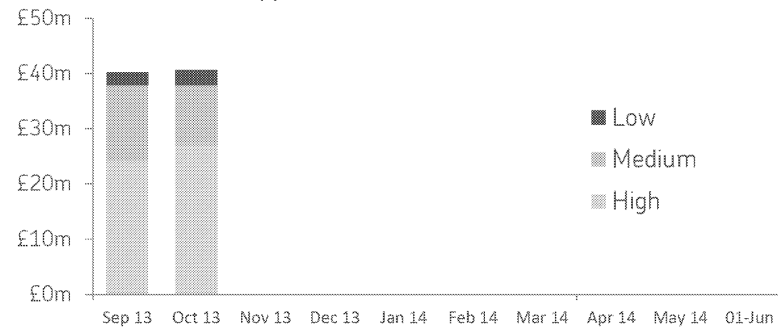 £50m
£40m
£30m
£20m
£10m
£0m
Low
Medium
High
Sep 13 Oct 13 Nov 13 Dec 13 Jan 14 Feb 14 Mar 14 Apr 14 May 14 01-Jun